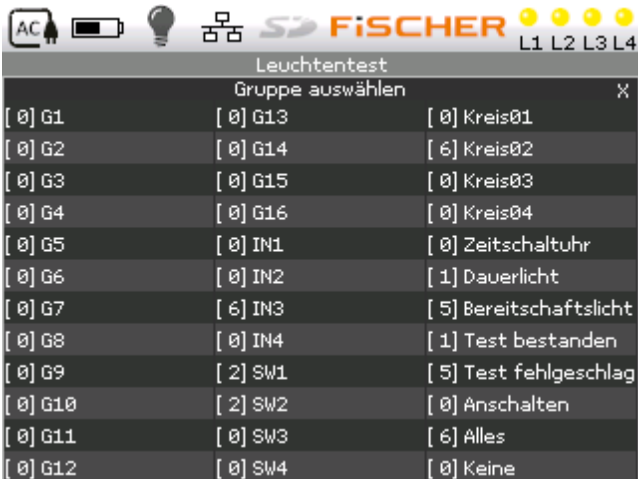 AC SD FiSCHER L1 L2 L3 L4
Leuchtentest
Gruppe auswählen X
[ 0] G1 [ 0] G13 [ 0] Kreis01
[ 0] G2 [ 0] G14 [ 6] Kreis02
[ 0] G3 [ 0] G15 [ 0] Kreis03
[ 0] G4 [ 0] G16 [ 0] Kreis04
[ 0] G5 [ 0] IN1 [ 0] Zeitschaltuhr
[ 0] G6 [ 0] IN2 [ 1] Dauerlicht
[ 0] G7 [ 6] IN3 [ 5] Bereitschaftslicht
[ 0] G8 [ 0] IN4 [ 1] Test bestanden
[ 0] G9 [ 2] SW1 [ 5] Test fehlgeschlag
[ 0] G10 [ 2] SW2 [ 0] Anschalten
[ 0] G11 [ 0] SW3 [ 6] Alles
[ 0] G12 [ 0] SW4 [ 0] Keine